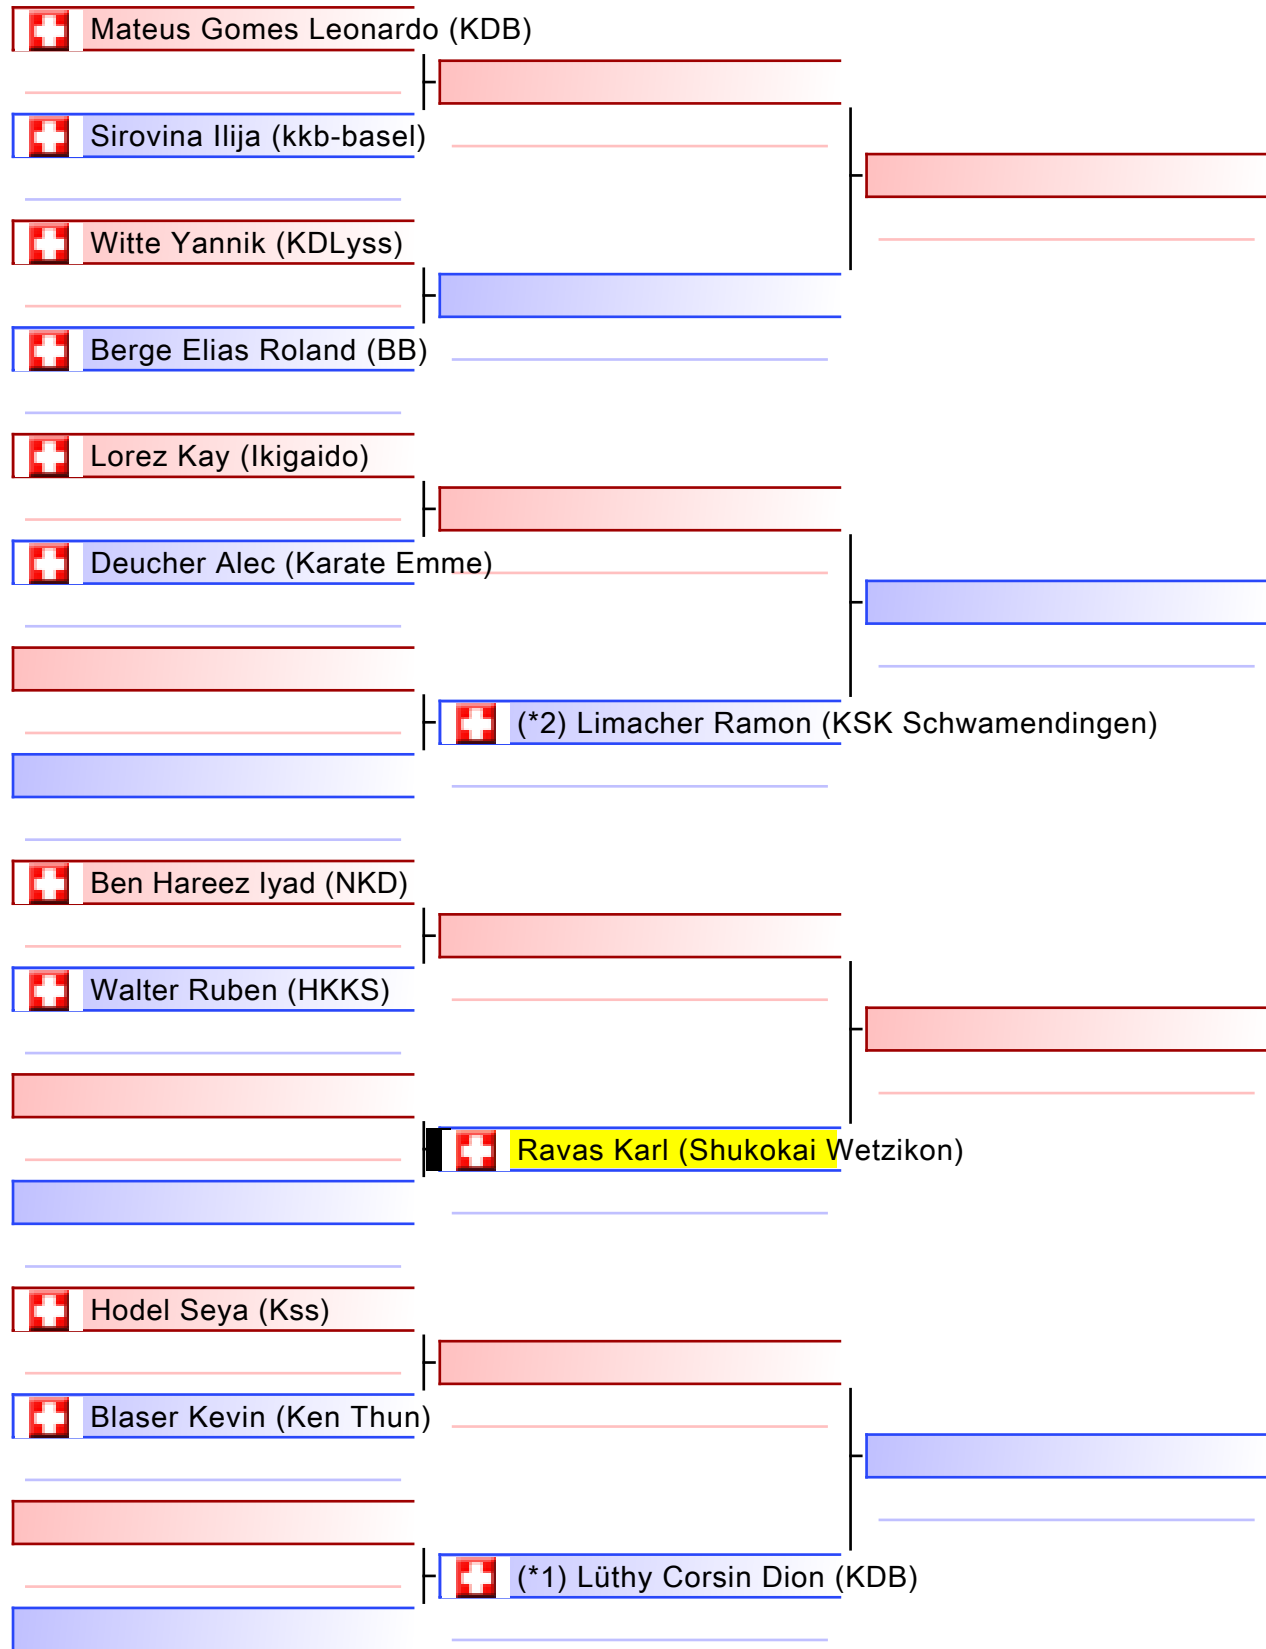 Mateus Gomes Leonardo (KDB)
Sirovina Ilija (kkb-basel)
Witte Yannik (KDLyss)
Berge Elias Roland (BB)
Lorez Kay (Ikigaido)
Deucher Alec (Karate Emme)
(*2) Limacher Ramon (KSK Schwamendingen)
Ben Hareez Iyad (NKD)
Walter Ruben (HKKS)
Ravas Karl (Shukokai Wetzikon)
Hodel Seya (Kss)
Blaser Kevin (Ken Thun)
(*1) Lüthy Corsin Dion (KDB)